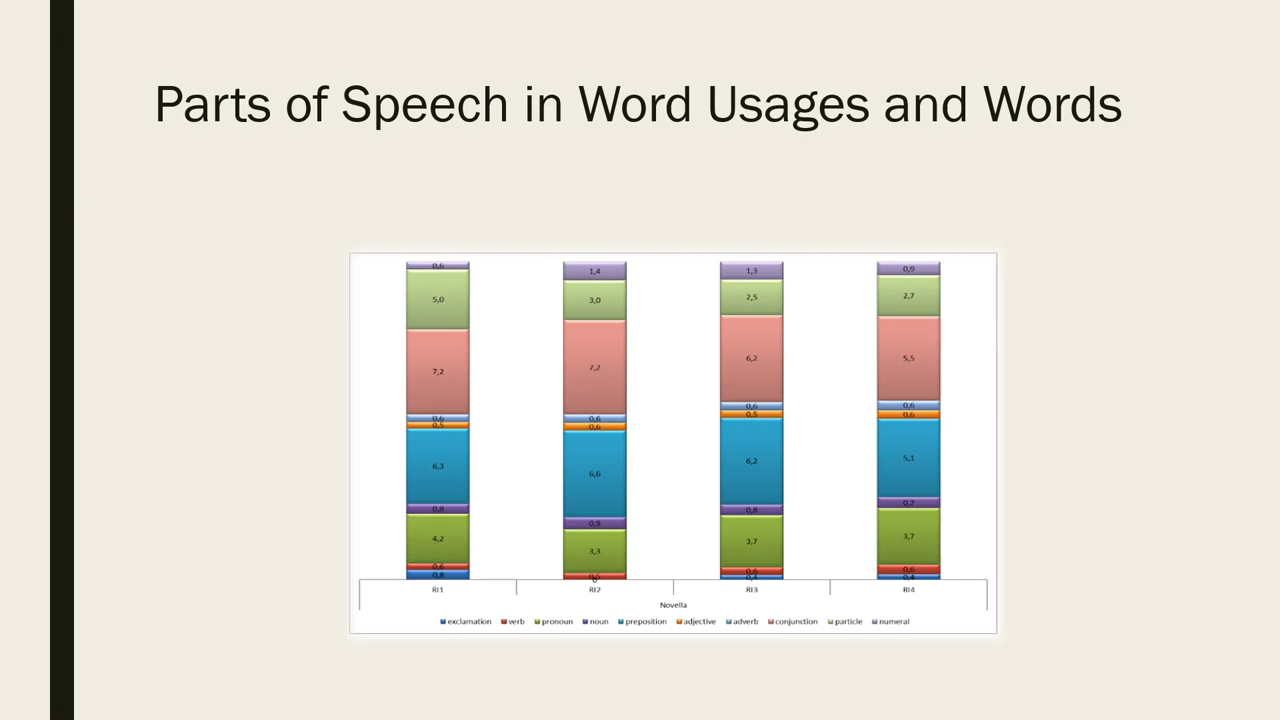 Parts of Speech in Word Usages and Words
0,6 1,4 1,3 0,9
5,0 3,0 2,5 2,7
7,2 7,2 6,2 5,5
0,6 0,6 0,6 0,6
0,5 0,6 0,5 0,6
6,3 6,6 6,2 5,1
0,8 0,9 0,8 0,7
4,2 3,3 3,7 3,7
0,6 0,6 0,6
0,8 0,4
RI1 RI2 RI3 RI4
Novella
exclamation verb pronoun noun preposition adjective adverb conjunction particle numeral